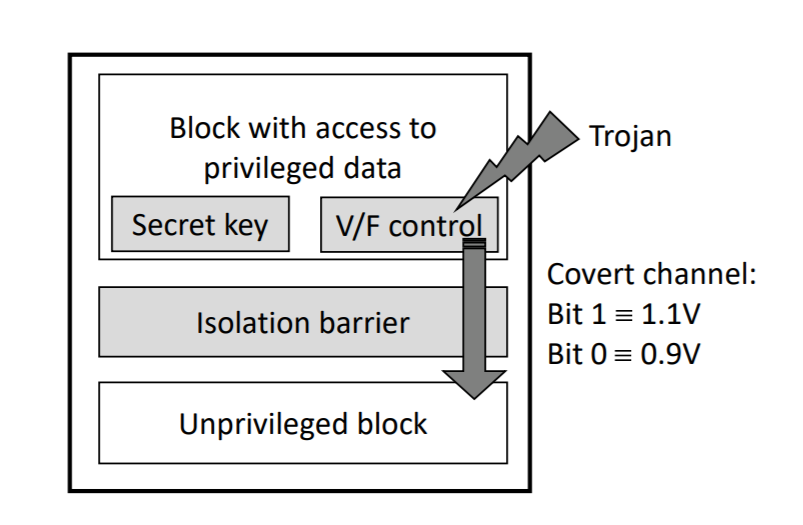 Block with access to
privileged data
Trojan
Secret key
V/F control
Covert channel:
Bit 1 ≡ 1.1V
Bit 0 ≡ 0.9V
Isolation barrier
Unprivileged block